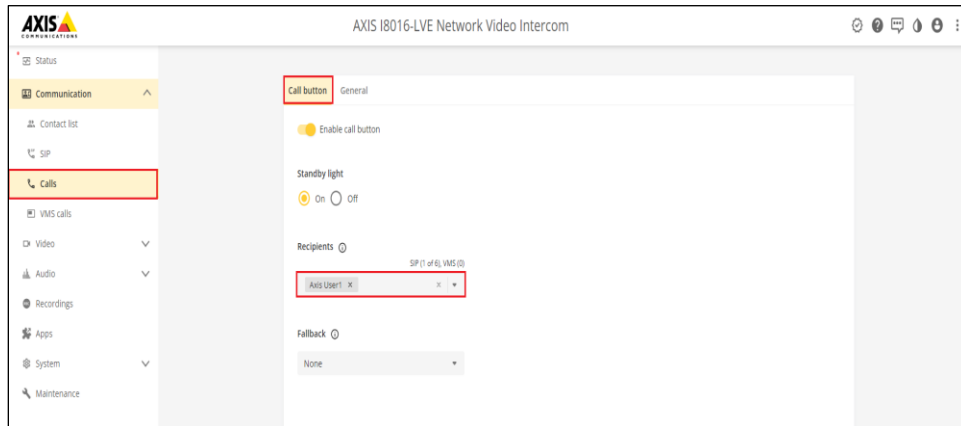 AXIS
COMMUNICATIONS
AXIS I8016-LVE Network Video Intercom
Status
Communication
Contact list
SIP
Calls
VMS calls
Video
Audio
Recordings
Apps
System
Maintenance
Call button General
Enable call button
Standby light
On Off
Recipients
SIP (1 of 6), VMS (0)
Axis User1 x x
Fallback
None